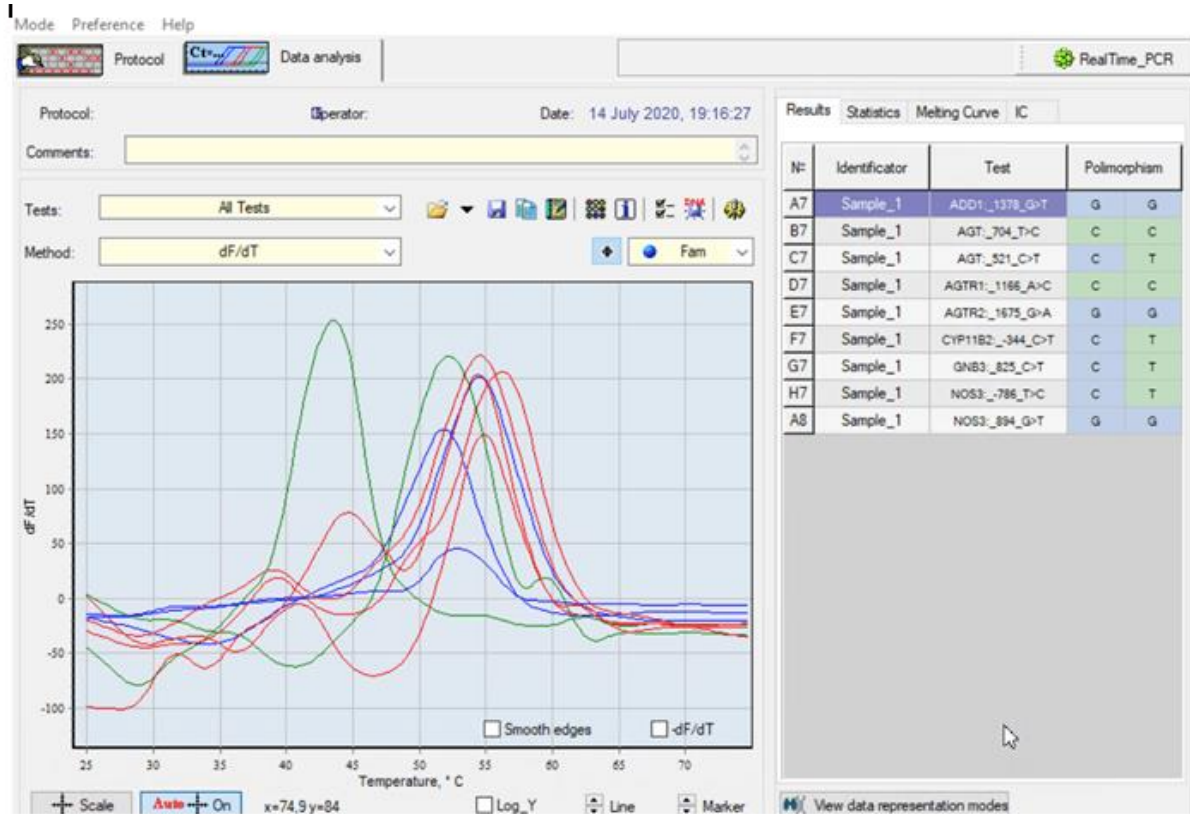 Mode Preference Help
Protocol Ct=... Data analysis RealTime_PCR
Protocol: Operator: Date: 14 July 2020, 19:16:27
Comments:
Tests: All Tests
Method: dF/dT Fam
dF/dT
250
200
150
100
50
0
-50
-100
Smooth edges -dF/dT
25 30 35 40 45 50 55 60 65 70
Temperature, ° C
Scale Auto On x=74,9 y=84 Log_Y Line Marker
Results Statistics Melting Curve IC
Nº Identificator Test Polimorphism
A7 Sample_1 ADD1:_1378_G>T G G
B7 Sample_1 AGT:_704_T>C C C
C7 Sample_1 AGT:_521_C>T C T
D7 Sample_1 AGTR1:_1166_A>C C C
E7 Sample_1 AGTR2:_1675_G>A G G
F7 Sample_1 CYP11B2:_-344_C>T C T
G7 Sample_1 GNB3:_825_C>T C T
H7 Sample_1 NOS3:_-786_T>C C T
A8 Sample_1 NOS3:_894_G>T G G
View data representation modes